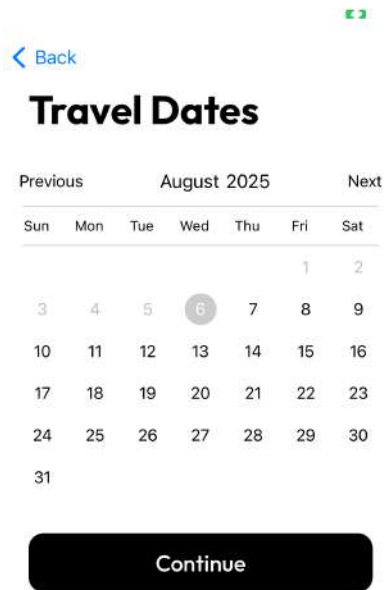 Back
Travel Dates
Previous August 2025 Next
Sun Mon Tue Wed Thu Fri Sat
1 2
3 4 5 6 7 8 9
10 11 12 13 14 15 16
17 18 19 20 21 22 23
24 25 26 27 28 29 30
31
Continue